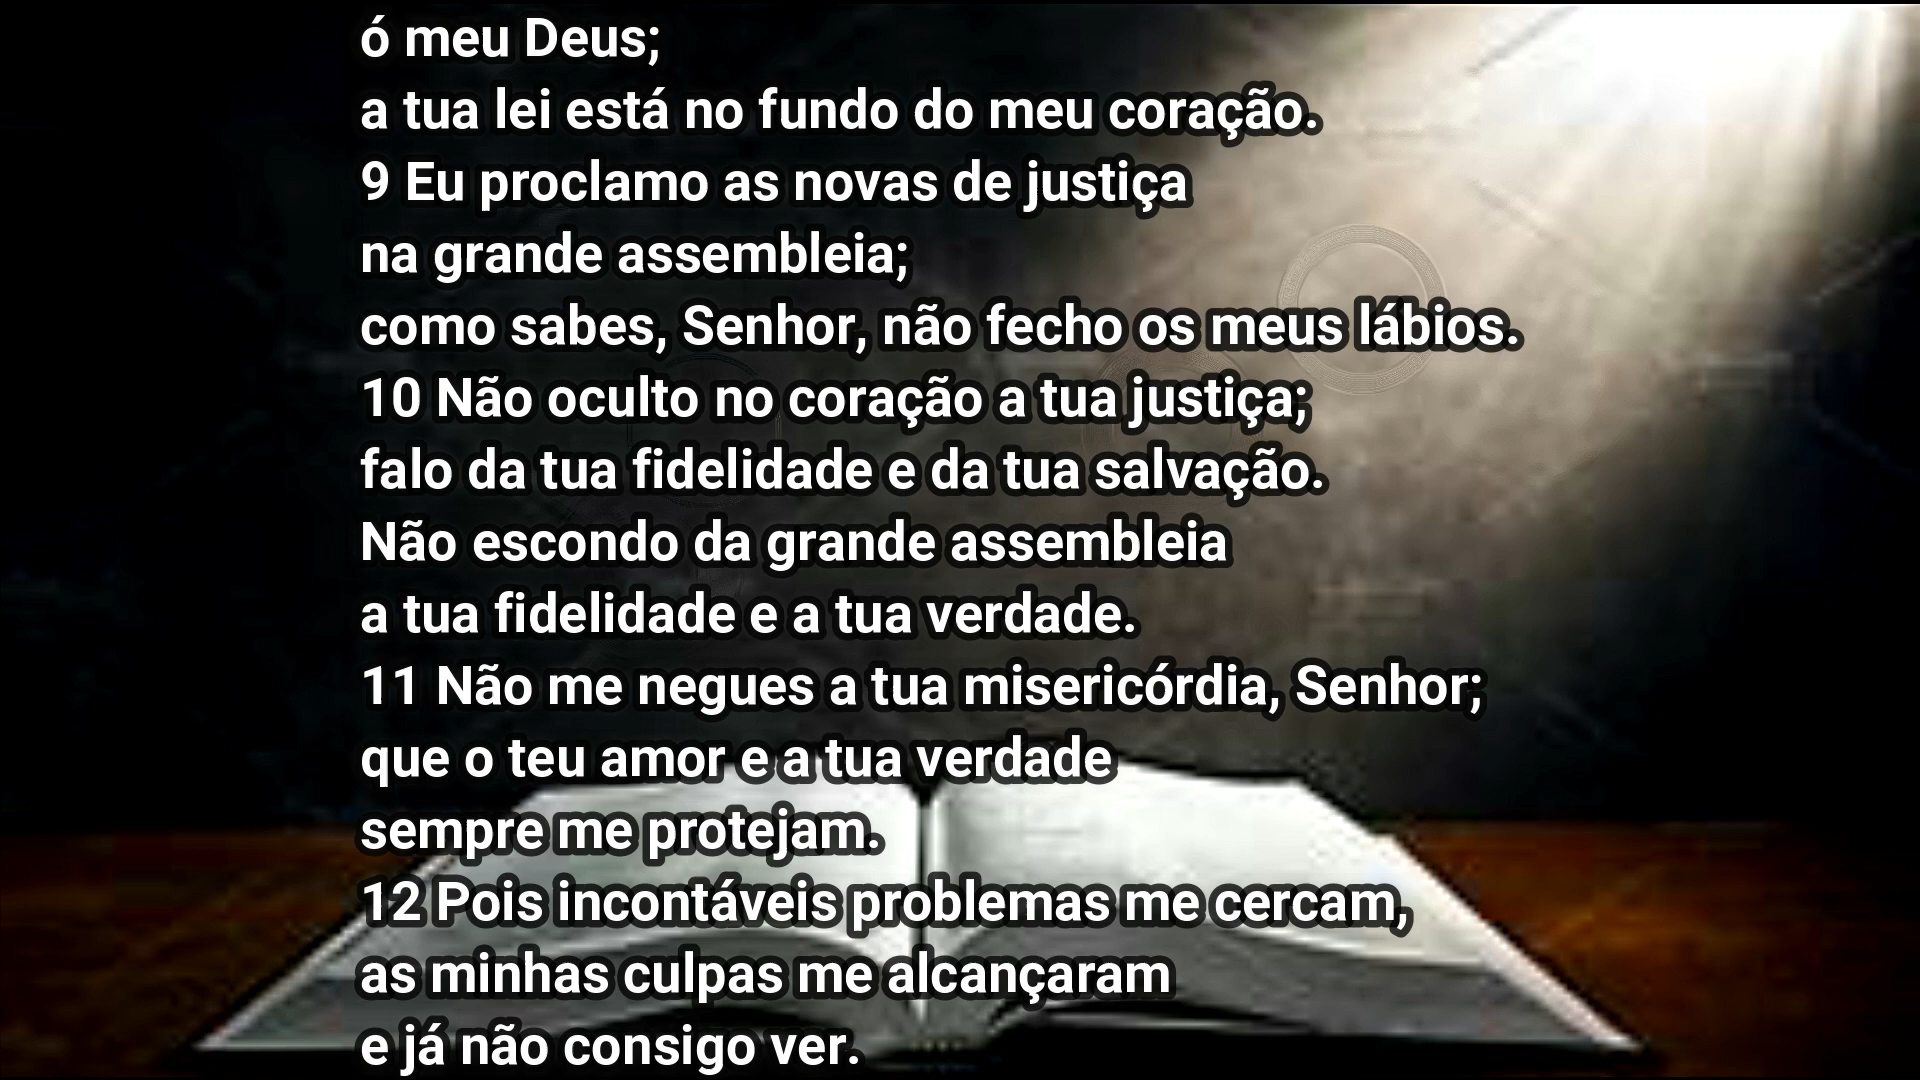 ó meu Deus;
a tua lei está no fundo do meu coração.
9 Eu proclamo as novas de justiça
na grande assembleia;
como sabes, Senhor, não fecho os meus lábios.
10 Não oculto no coração a tua justiça;
falo da tua fidelidade e da tua salvação.
Não escondo da grande assembleia
a tua fidelidade e a tua verdade.
11 Não me negues a tua misericórdia, Senhor;
que o teu amor e a tua verdade
sempre me protejam.
12 Pois incontáveis problemas me cercam,
as minhas culpas me alcançaram
e já não consigo ver.